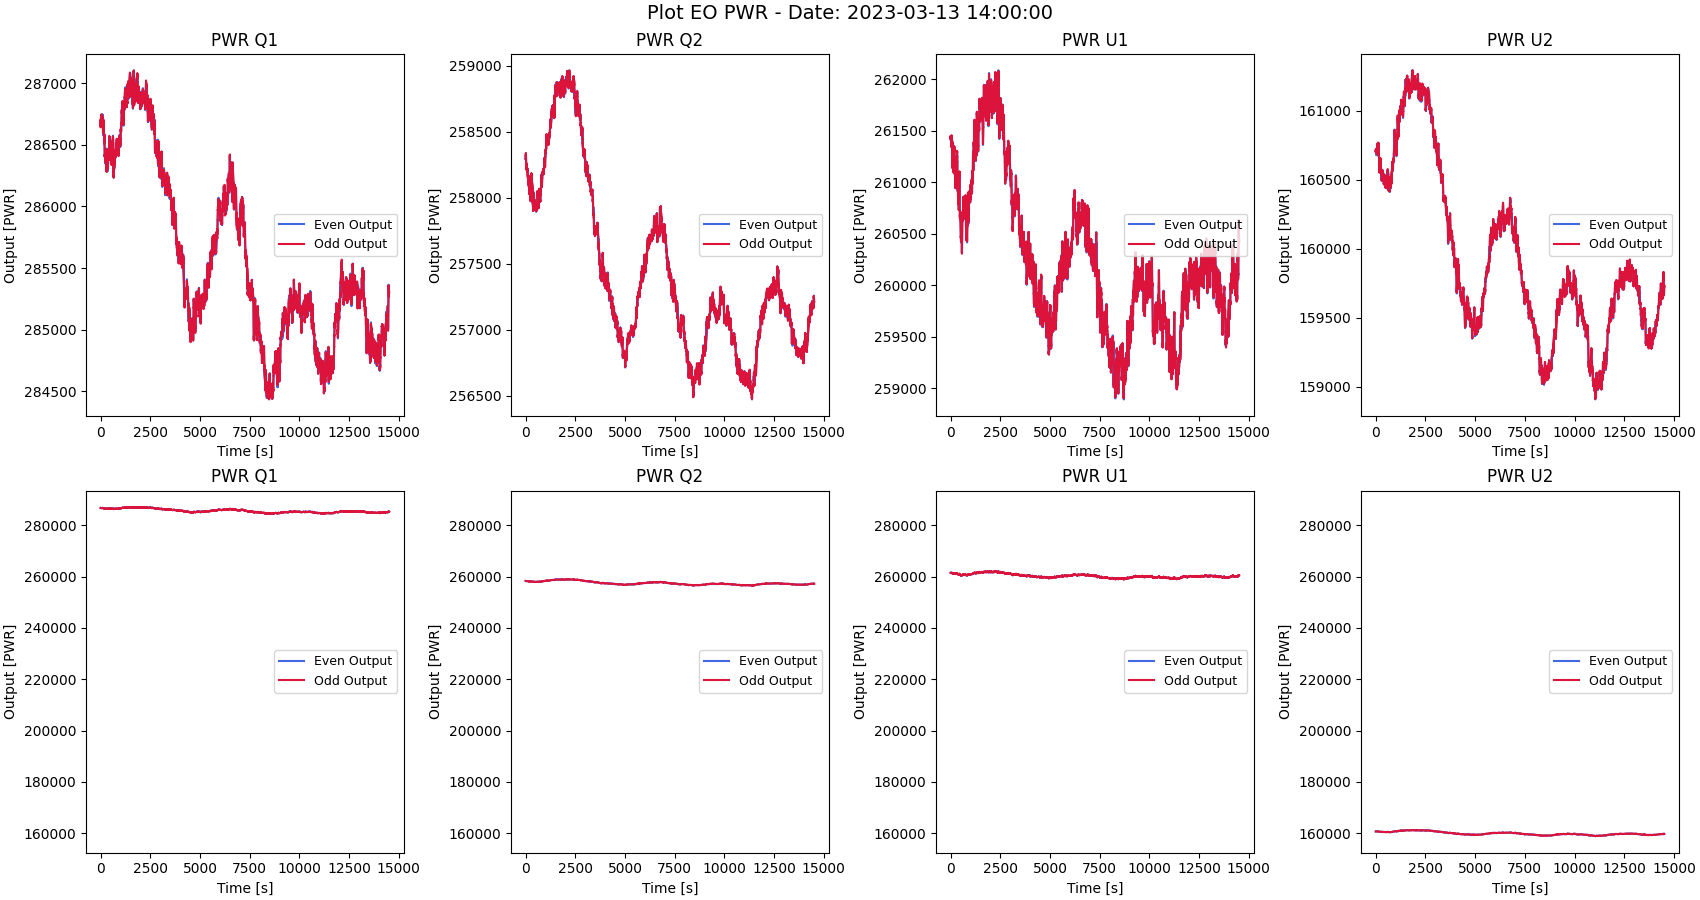 Plot EO PWR - Date: 2023-03-13 14:00:00
PWR Q1
Output [PWR]
287000
286500
286000
285500
285000
284500
Even Output
Odd Output
0 2500 5000 7500 10000 12500 15000
Time [s]
PWR Q2
Output [PWR]
259000
258500
258000
257500
257000
256500
Even Output
Odd Output
0 2500 5000 7500 10000 12500 15000
Time [s]
PWR U1
Output [PWR]
262000
261500
261000
260500
260000
259500
259000
Even Output
Odd Output
0 2500 5000 7500 10000 12500 15000
Time [s]
PWR U2
Output [PWR]
161000
160500
160000
159500
159000
Even Output
Odd Output
0 2500 5000 7500 10000 12500 15000
Time [s]
PWR Q1
Output [PWR]
280000
260000
240000
220000
200000
180000
160000
Even Output
Odd Output
0 2500 5000 7500 10000 12500 15000
Time [s]
PWR Q2
Output [PWR]
280000
260000
240000
220000
200000
180000
160000
Even Output
Odd Output
0 2500 5000 7500 10000 12500 15000
Time [s]
PWR U1
Output [PWR]
280000
260000
240000
220000
200000
180000
160000
Even Output
Odd Output
0 2500 5000 7500 10000 12500 15000
Time [s]
PWR U2
Output [PWR]
280000
260000
240000
220000
200000
180000
160000
Even Output
Odd Output
0 2500 5000 7500 10000 12500 15000
Time [s]